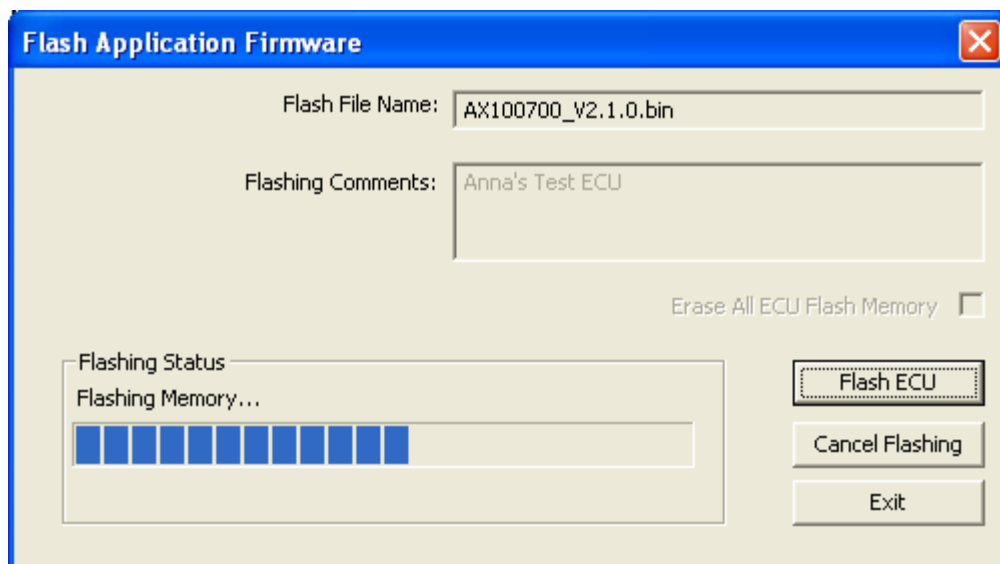 Flash Application Firmware
Flash File Name: AX100700_V2.1.0.bin
Flashing Comments: Anna's Test ECU
Erase All ECU Flash Memory
Flashing Status
Flashing Memory...
Flash ECU
Cancel Flashing
Exit